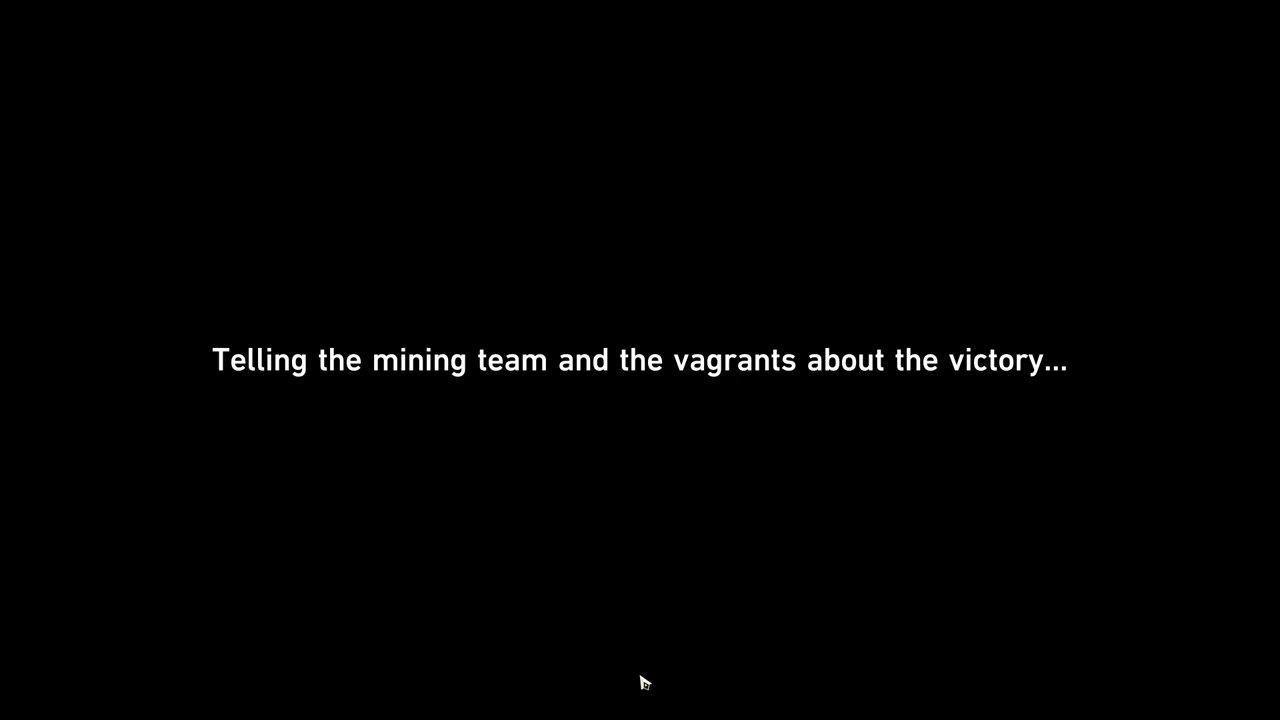 Telling the mining team and the vagrants about the victory...